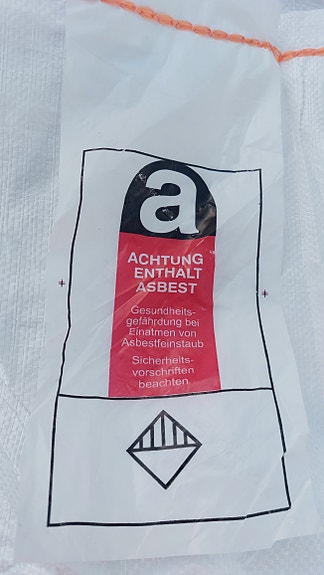 a
ACHTUNG
ENTHÄLT
ASBEST
Gesundheits-
gefährdung bei
Einatmen von
Asbestfeinstaub
Sicherheits-
vorschriften
beachten